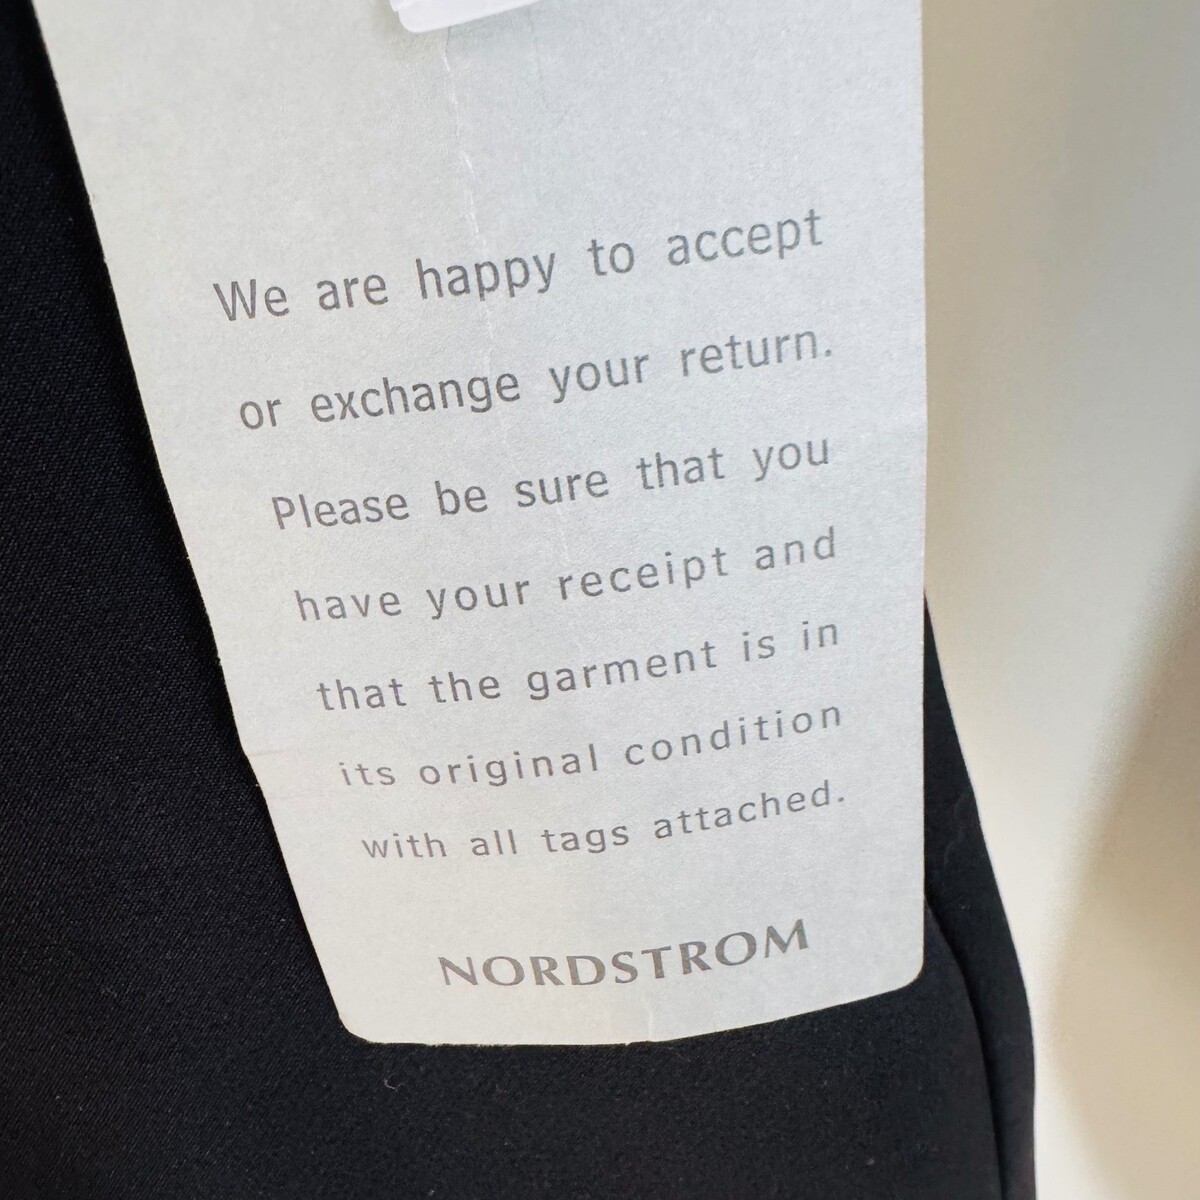 We are happy to accept
or exchange your return.
Please be sure that you
have your receipt and
that the garment is in
its original condition
with all tags attached.
NORDSTROM